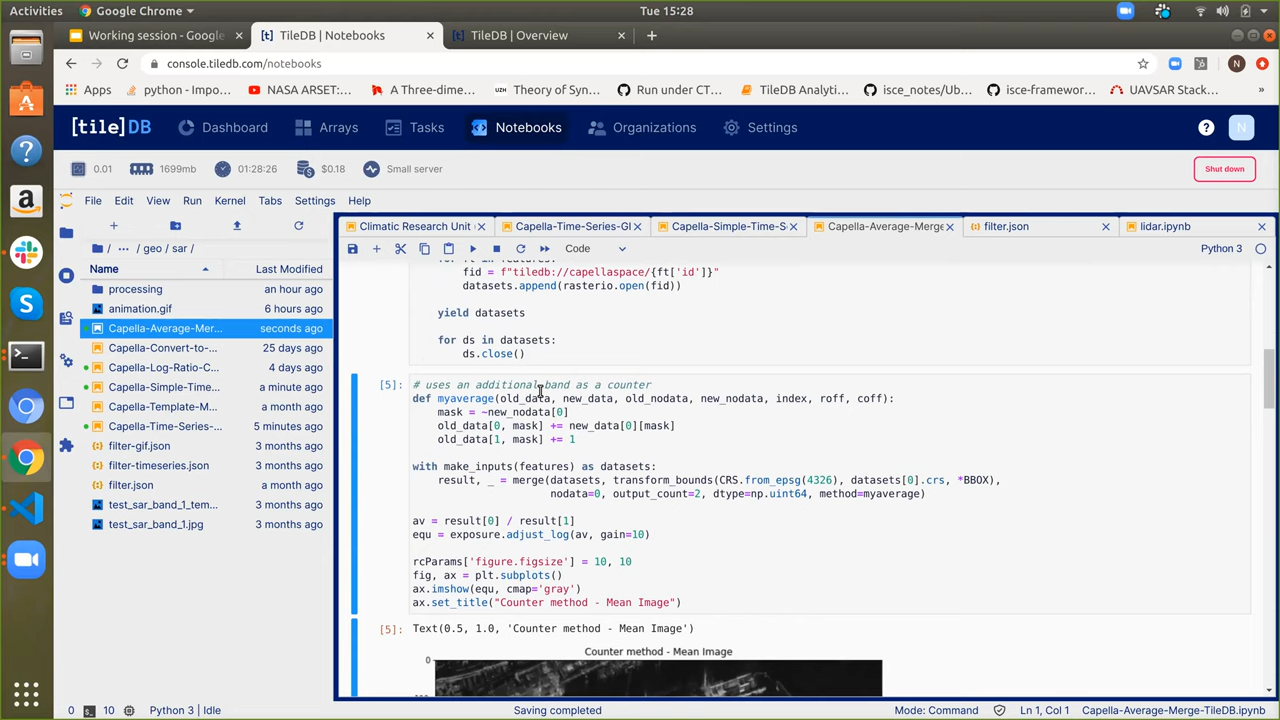 Activities
Google Chrome
Tue 15:28
Working session - Google
TileDB | Notebooks
TileDB | Overview
console.tiledb.com/notebooks
N
Apps
python - Impo...
NASA ARSET:...
A Three-dime...
UZH Theory of Syn...
Run under CT...
TileDB Analyti...
isce_notes/Ub...
isce-framewor...
UAVSAR Stack...
»
[tile]DB
Dashboard
Arrays
Tasks
Notebooks
Organizations
Settings
?
N
0.01
1699mb
01:28:26
$0.18
Small server
Shut down
File Edit View Run Kernel Tabs Settings Help
/ ... / geo / sar /
Name
Last Modified
processing an hour ago
animation.gif 6 hours ago
Capella-Average-Mer... seconds ago
Capella-Convert-to-... 25 days ago
Capella-Log-Ratio-C... 4 days ago
Capella-Simple-Time... a minute ago
Capella-Template-M... 2 months ago
Capella-Time-Series-... 5 minutes ago
filter-gif.json 3 months ago
filter-timeseries.json 3 months ago
filter.json a month ago
test_sar_band_1_tem... 3 months ago
test_sar_band_1.jpg 3 months ago
Climatic Research Unit
Capella-Time-Series-GI
Capella-Simple-Time-S
Capella-Average-Merge
filter.json
lidar.ipynb
Code
Python 3
for ft in features:
fid = f"tiledb://capellaspace/{ft['id']}"
datasets.append(rasterio.open(fid))
yield datasets
for ds in datasets:
ds.close()
[5]:
# uses an additional band as a counter
def myaverage(old_data, new_data, old_nodata, new_nodata, index, roff, coff):
mask = ~new_nodata[0]
old_data[0, mask] += new_data[0][mask]
old_data[1, mask] += 1
with make_inputs(features) as datasets:
result, _ = merge(datasets, transform_bounds(CRS.from_epsg(4326), datasets[0].crs, *BBOX),
nodata=0, output_count=2, dtype=np.uint64, method=myaverage)
av = result[0] / result[1]
equ = exposure.adjust_log(av, gain=10)
rcParams['figure.figsize'] = 10, 10
fig, ax = plt.subplots()
ax.imshow(equ, cmap='gray')
ax.set_title("Counter method - Mean Image")
[5]: Text(0.5, 1.0, 'Counter method - Mean Image')
Counter method - Mean Image
0
0
10
Python 3 | Idle
Saving completed
Mode: Command
Ln 1, Col 1
Capella-Average-Merge-TileDB.ipynb